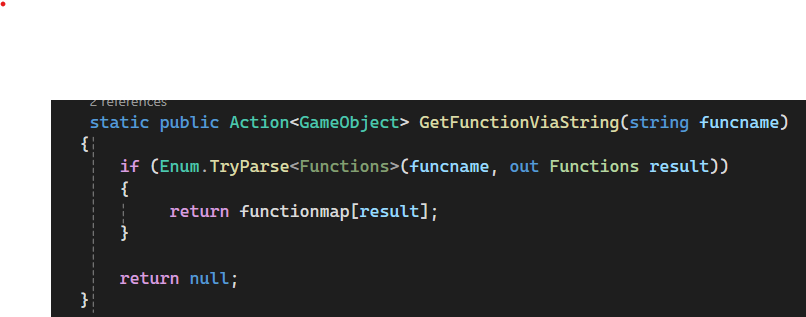 2 references
static public Action<GameObject> GetFunctionViaString(string funcname)
{
if (Enum.TryParse<Functions>(funcname, out Functions result))
{
return functionmap[result];
}
return null;
}